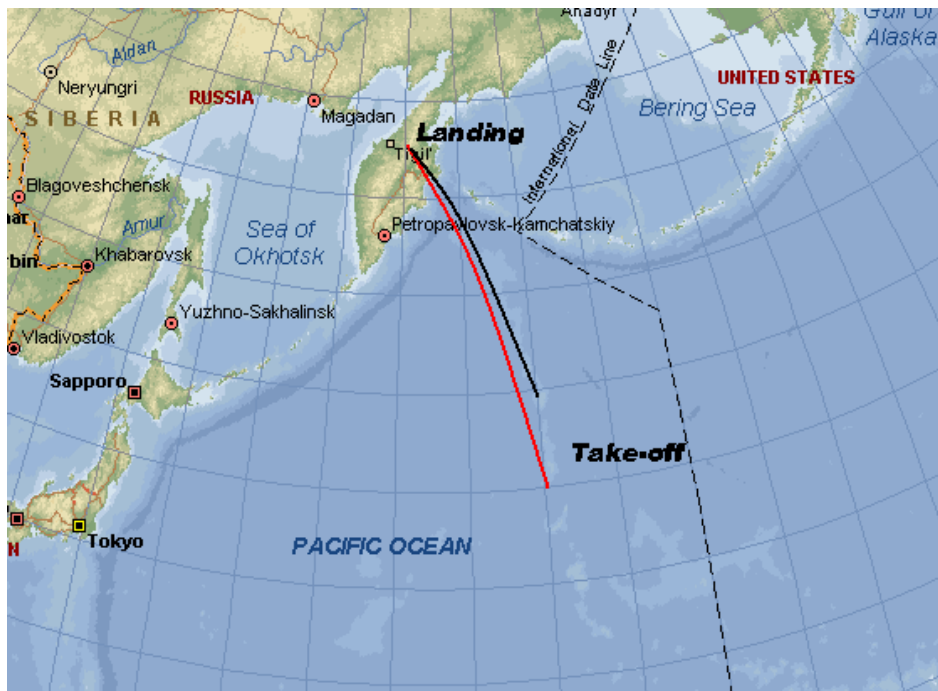 Anadyr
Gulf of
Alaska
Aldan
Neryungri
UNITED STATES
RUSSIA
Bering Sea
Magadan
SIBERIA
Landing
Tigil'
International Date Line
Blagoveshchensk
Amur
Petropavlovsk-Kamchatskiy
Sea of
Okhotsk
Khabarovsk
rbin
Yuzhno-Sakhalinsk
Vladivostok
Sapporo
Take-off
Tokyo
PACIFIC OCEAN
N